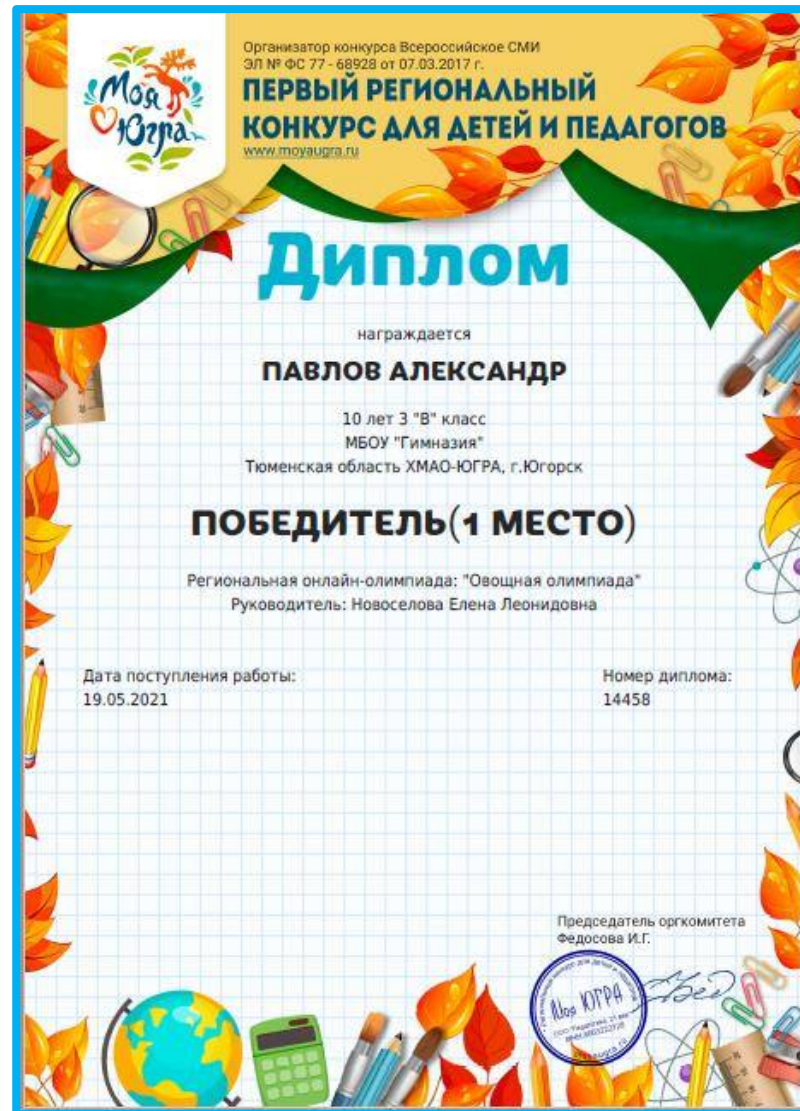 Моя
Югра
Организатор конкурса Всероссийское СМИ
ЭЛ № ФС 77 - 68928 от 07.03.2017 г.
ПЕРВЫЙ РЕГИОНАЛЬНЫЙ
КОНКУРС ДЛЯ ДЕТЕЙ И ПЕДАГОГОВ
www.moyaugra.ru
Диплом
награждается
ПАВЛОВ АЛЕКСАНДР
10 лет 3 "В" класс
МБОУ "Гимназия"
Тюменская область ХМАО-ЮГРА, г.Югорск
ПОБЕДИТЕЛЬ(1 МЕСТО)
Региональная онлайн-олимпиада: "Овощная олимпиада"
Руководитель: Новоселова Елена Леонидовна
Дата поступления работы:
19.05.2021
Номер диплома:
14458
Председатель оргкомитета
Федосова И.Г.
Моя ЮГРА